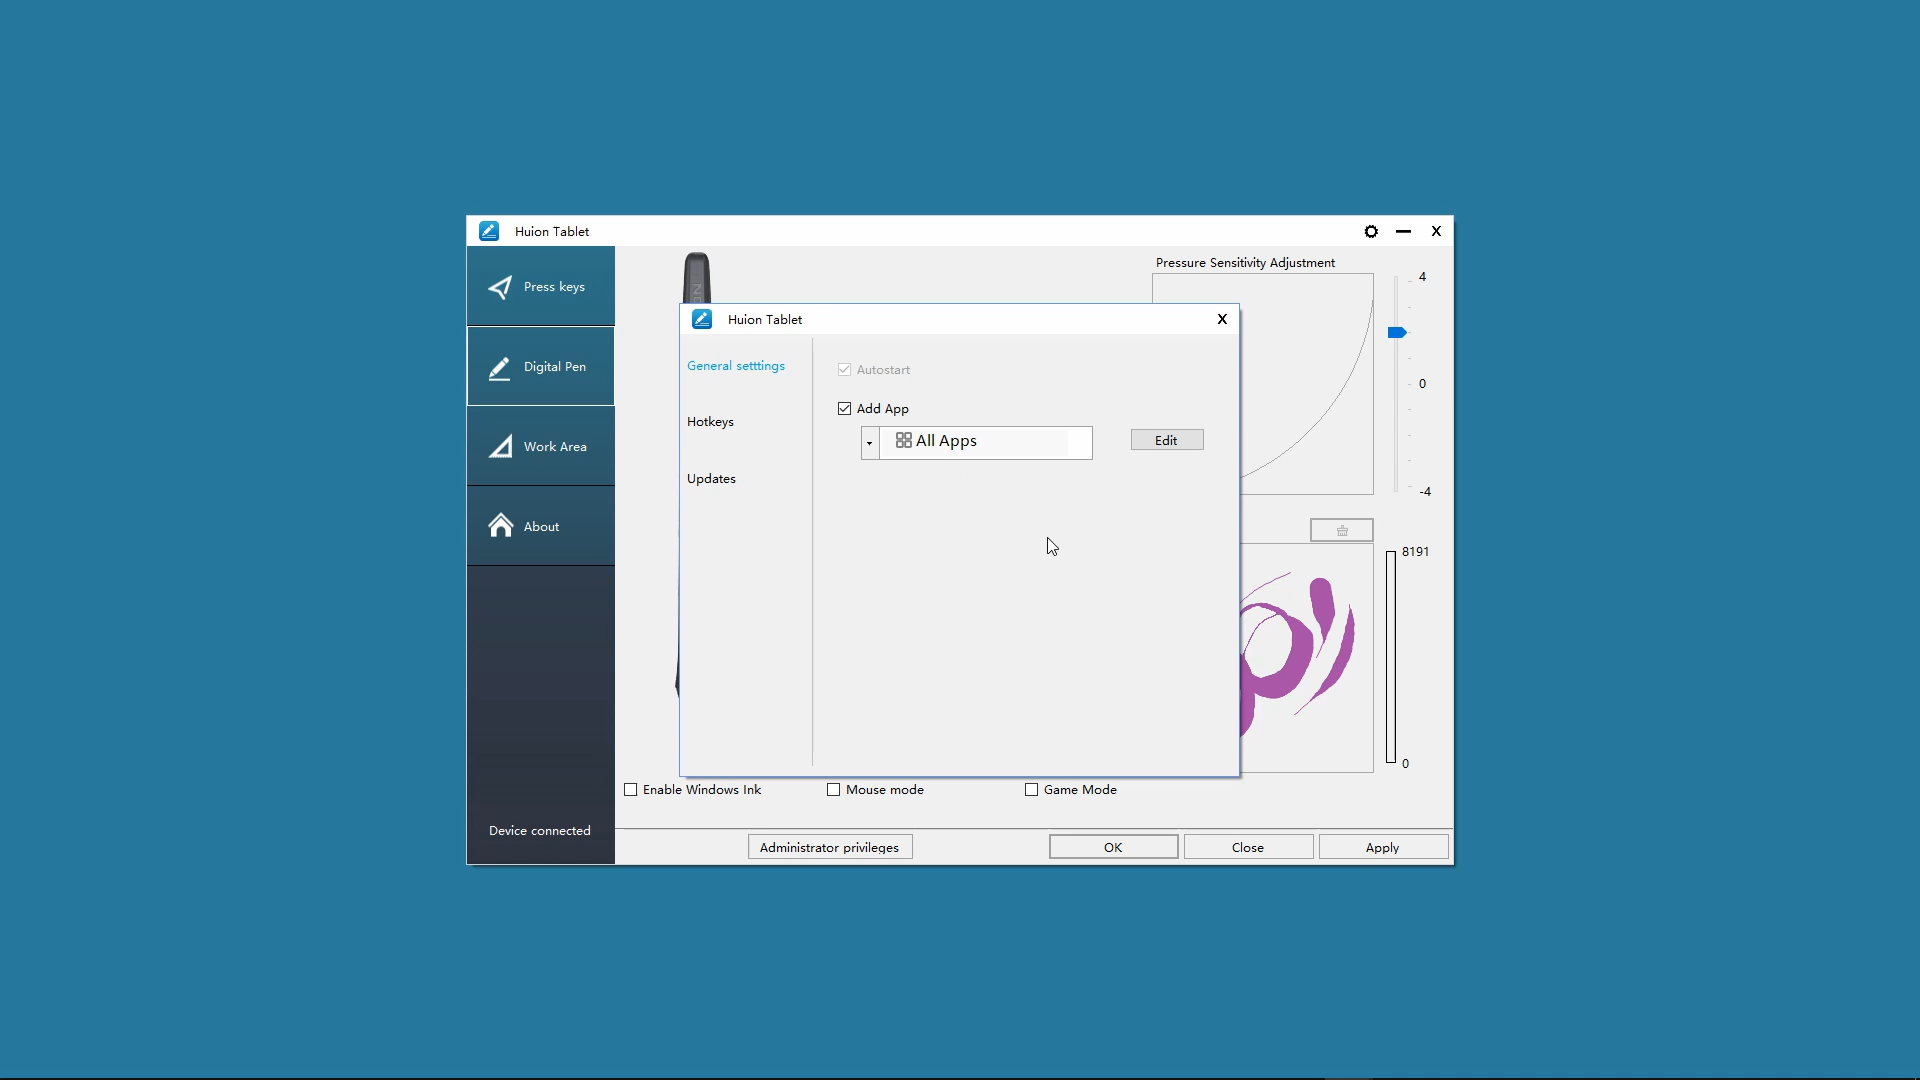 Huion Tablet
X
Press keys
Digital Pen
Work Area
About
Device connected
Pressure Sensitivity Adjustment
4
0
-4
Huion Tablet
X
General setttings
Hotkeys
Updates
Autostart
Add App
All Apps
Edit
8191
0
Enable Windows Ink
Mouse mode
Game Mode
Administrator privileges
OK
Close
Apply